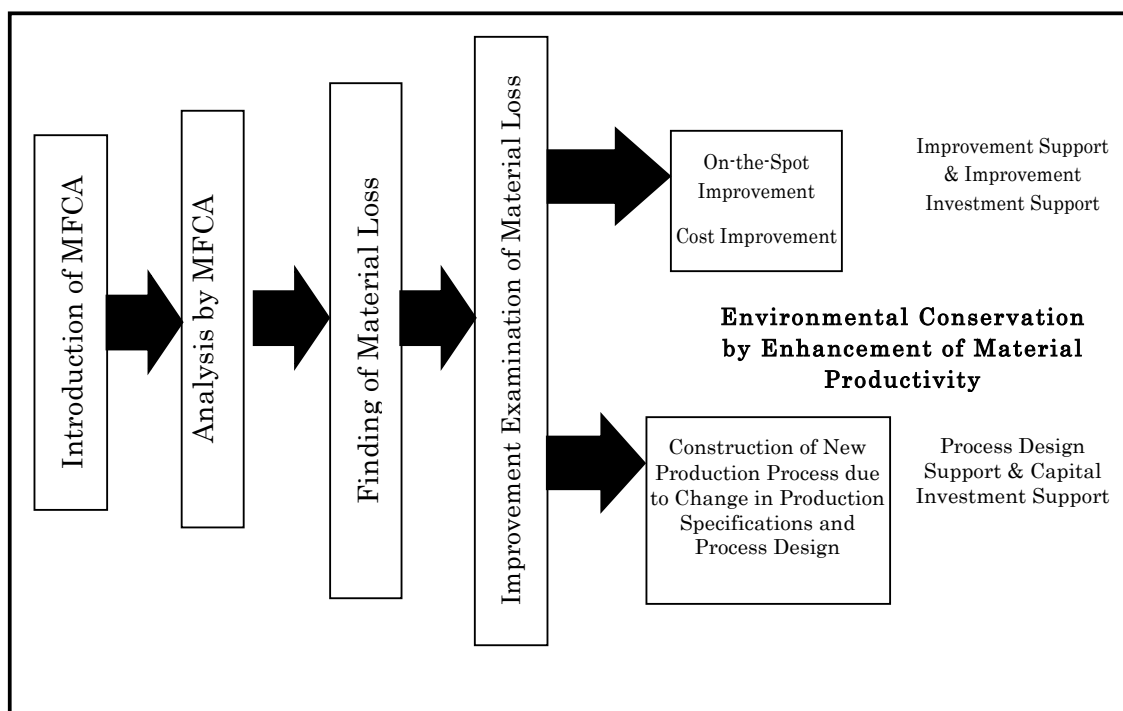 Introduction of MFCA
Analysis by MFCA
Finding of Material Loss
Improvement Examination of Material Loss
On-the-Spot
Improvement
Cost Improvement
Improvement Support
& Improvement
Investment Support
Environmental Conservation
by Enhancement of Material
Productivity
Construction of New
Production Process due
to Change in Production
Specifications and
Process Design
Process Design
Support & Capital
Investment Support